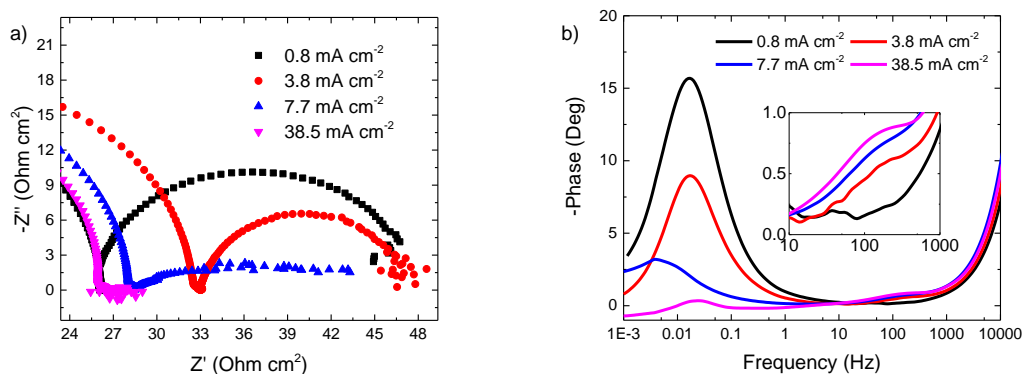 a)
21
18
15
12
9
6
3
0
24 27 30 33 36 39 42 45 48
-Z'' (Ohm cm²)
Z' (Ohm cm²)
0.8 mA cm⁻²
3.8 mA cm⁻²
7.7 mA cm⁻²
38.5 mA cm⁻²
b)
20
15
10
5
0
1E-3 0.01 0.1 1 10 100 1000 10000
-Phase (Deg)
Frequency (Hz)
0.8 mA cm⁻² 3.8 mA cm⁻²
7.7 mA cm⁻² 38.5 mA cm⁻²
1.0
0.5
0.0
10 100 1000